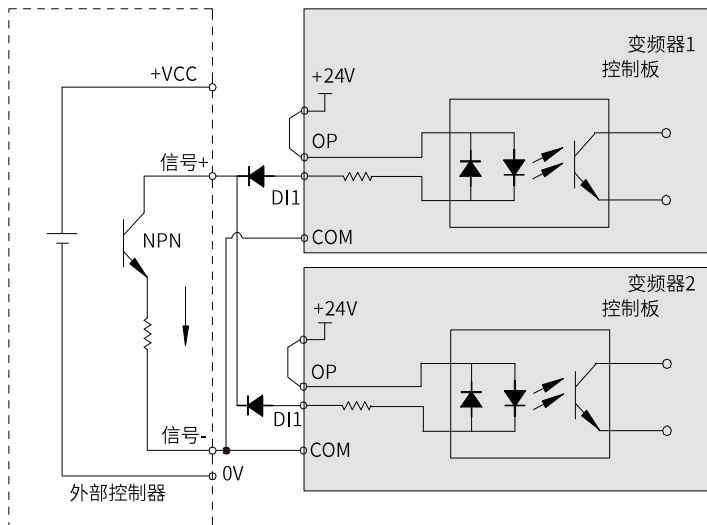 +VCC
信号+
NPN
信号-
0V
外部控制器
变频器1
控制板
+24V
OP
DI1
COM
变频器2
控制板
+24V
OP
DI1
COM